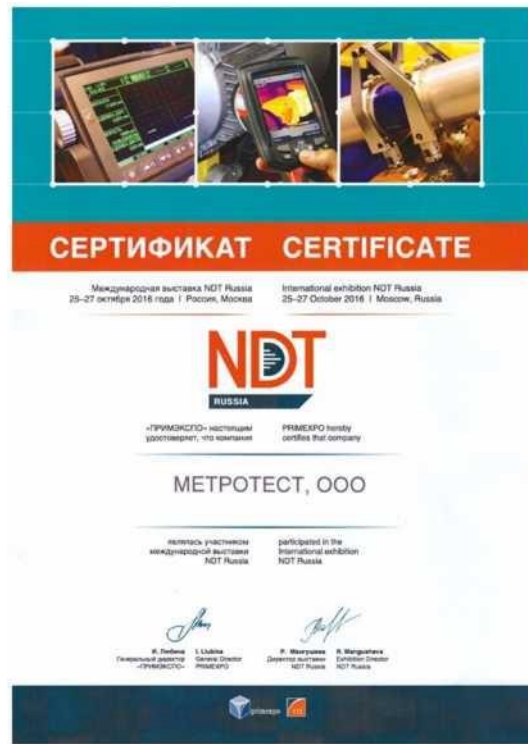 СЕРТИФИКАТ CERTIFICATE
Международная выставка NDT Russia
25–27 октября 2016 года | Россия, Москва
International exhibition NDT Russia
25–27 October 2016 | Moscow, Russia
NDT
RUSSIA
«ПРИМЭКСПО» настоящим
удостоверяет, что компания
PRIMEXPO hereby
certifies that company
МЕТРОТЕСТ, ООО
являлась участником
международной выставки
NDT Russia
participated in the
International exhibition
NDT Russia
И. Любина
Генеральный директор
«ПРИМЭКСПО»
I. Liubina
General Director
PRIMEXPO
Р. Мангушева
Директор выставки
NDT Russia
R. Mangusheva
Exhibition Director
NDT Russia
primexpo